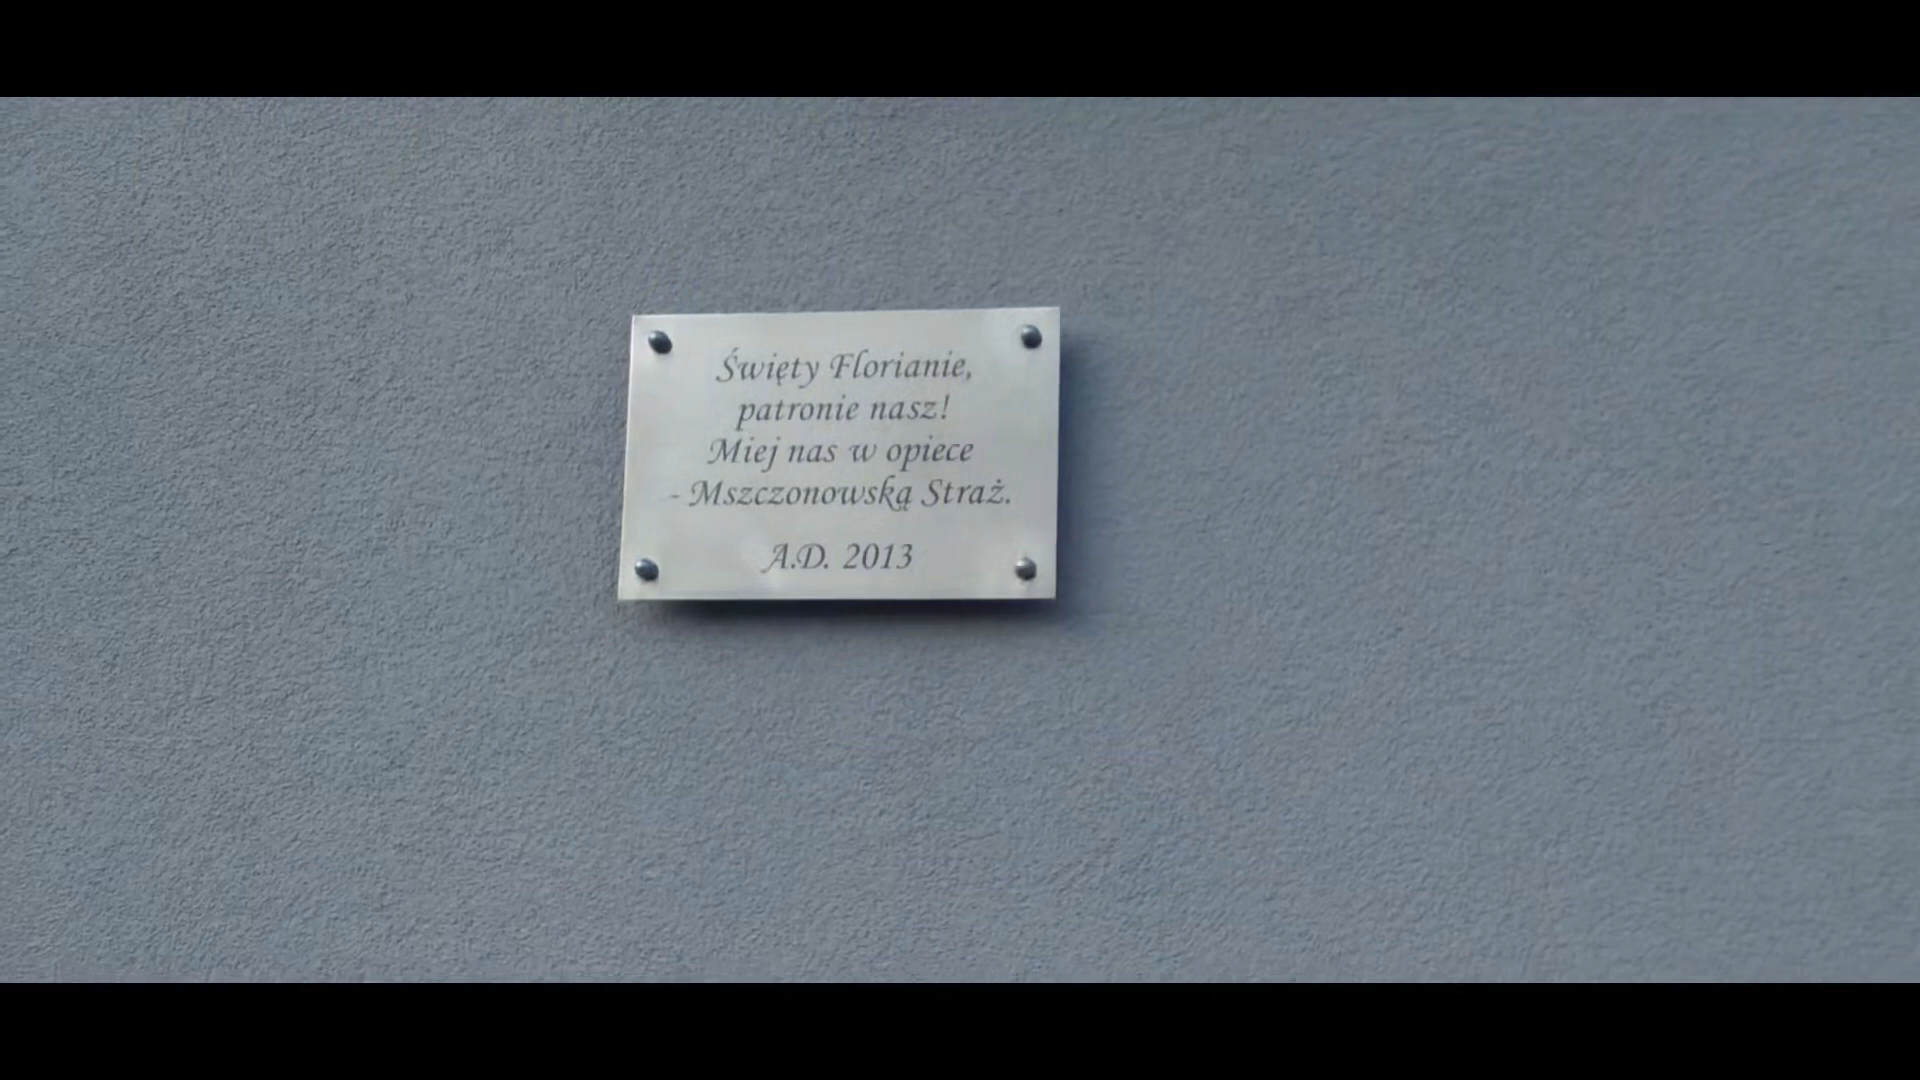 Święty Florianie,
patronie nasz!
Miej nas w opiece
- Mszczonowską Straż.
A.D. 2013